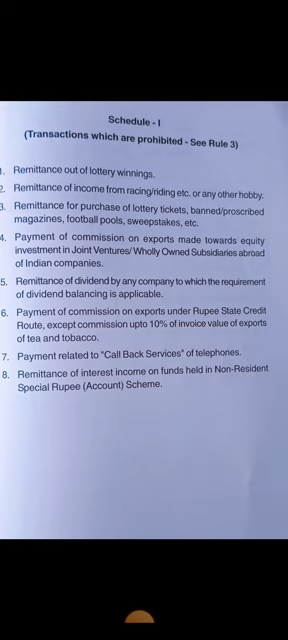 Schedule - I
(Transactions which are prohibited - See Rule 3)
1. Remittance out of lottery winnings.
2. Remittance of income from racing/riding etc. or any other hobby.
3. Remittance for purchase of lottery tickets, banned/proscribed
magazines, football pools, sweepstakes, etc.
4. Payment of commission on exports made towards equity
investment in Joint Ventures/ Wholly Owned Subsidiaries abroad
of Indian companies.
5. Remittance of dividend by any company to which the requirement
of dividend balancing is applicable.
6. Payment of commission on exports under Rupee State Credit
Route, except commission upto 10% of invoice value of exports
of tea and tobacco.
7. Payment related to "Call Back Services" of telephones.
8. Remittance of interest income on funds held in Non-Resident
Special Rupee (Account) Scheme.